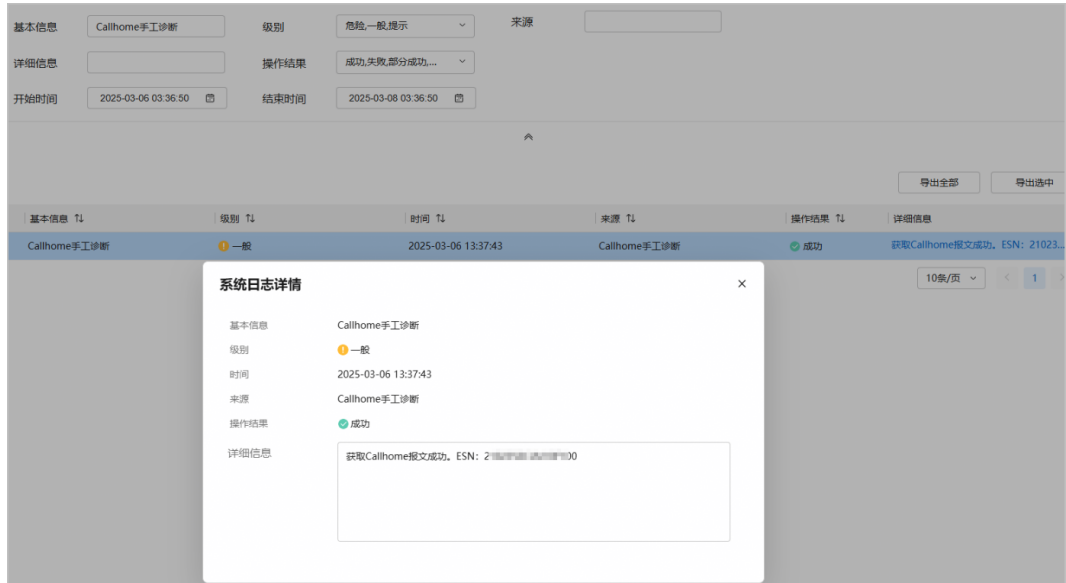 基本信息 Callhome手工诊断 级别 危险,一般,提示 来源
详细信息 操作结果 成功,失败,部分成功,...
开始时间 2025-03-06 03:36:50 结束时间 2025-03-08 03:36:50
导出全部 导出选中
基本信息 级别 时间 来源 操作结果 详细信息
Callhome手工诊断 一般 2025-03-06 13:37:43 Callhome手工诊断 成功 获取Callhome报文成功。ESN：21023...
10条/页 1
系统日志详情
基本信息 Callhome手工诊断
级别 一般
时间 2025-03-06 13:37:43
来源 Callhome手工诊断
操作结果 成功
详细信息 获取Callhome报文成功。ESN：2 00